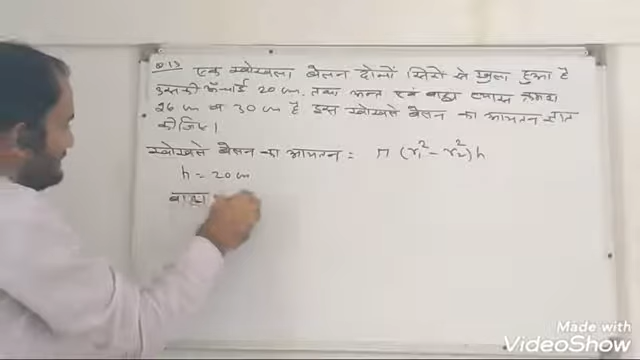 Q.13 एक खोखला बेलन दोनों सिरो से खुला हुआ है
उसकी ऊँचाई 20 cm. तथा अन्त एवं बाह्य व्यास क्रमशः
26 cm व 30 cm है इस खोखले बेलन का आयतन ज्ञात
कीजिए।
खोखले बेलन का आयतन = π (r₁² - r₂²) h
h = 20 cm
बाह्य
Made with
VideoShow